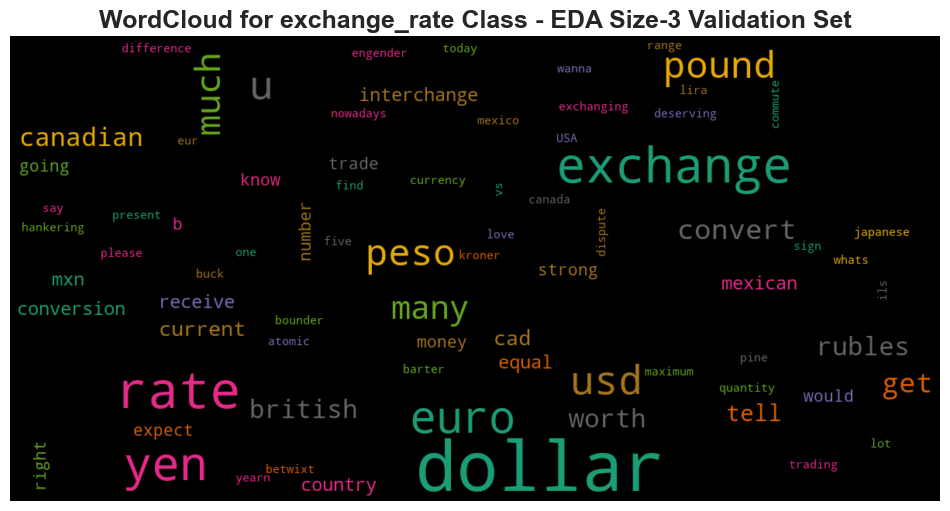 WordCloud for exchange_rate Class - EDA Size-3 Validation Set
difference
engender
today
range
much
u
wanna
pound
lira
interchange
exchanging
commute
nowadays
mexico
deserving
canadian
eur
USA
going
trade
exchange
know
find
currency
vs
canada
say
present
b
number
dispute
hankering
five
love
convert
japanese
sign
please
one
peso
kroner
whats
buck
strong
mxn
mexican
ils
receive
many
conversion
bounder
current
atomic
money
cad
equal
rubles
pine
barter
usd
maximum
get
rate
quantity
would
british
euro
worth
tell
expect
right
lot
yen
betwixt
dollar
trading
yearn
country